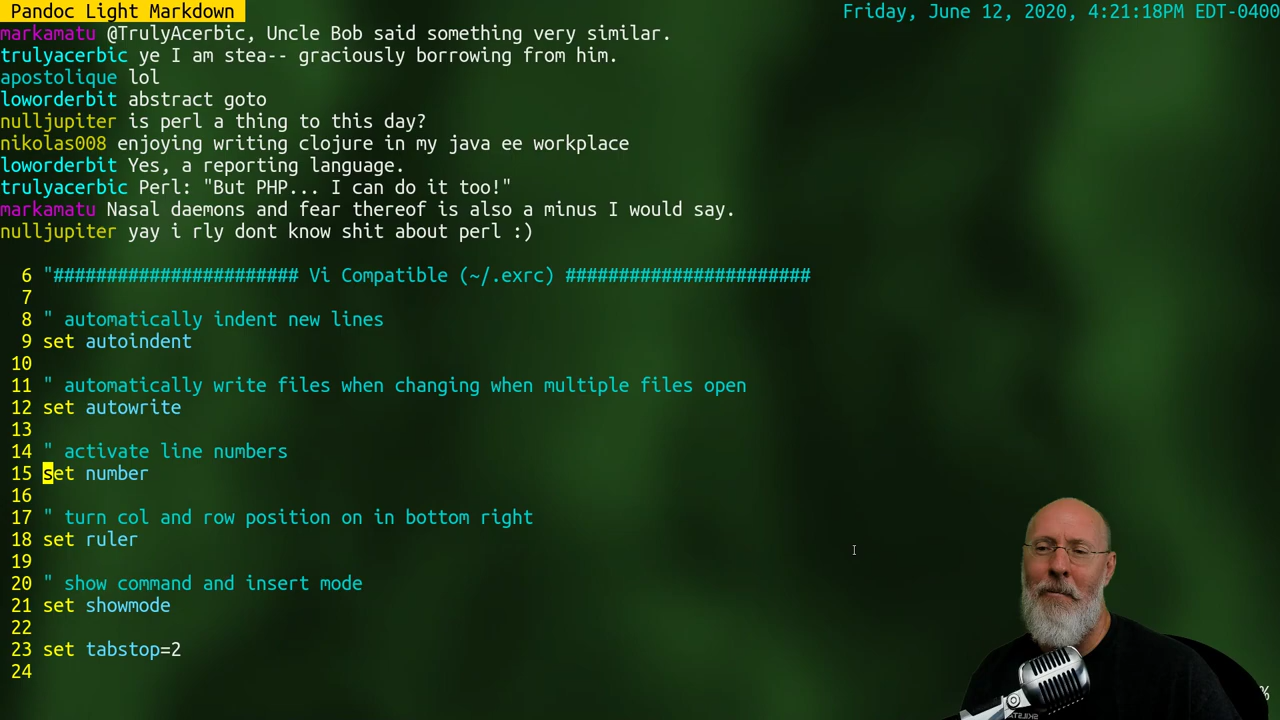 Pandoc Light Markdown
Friday, June 12, 2020, 4:21:18PM EDT-0400
markamatu @TrulyAcerbic, Uncle Bob said something very similar.
trulyacerbic ye I am stea-- graciously borrowing from him.
apostolique lol
loworderbit abstract goto
nulljupiter is perl a thing to this day?
nikolas008 enjoying writing clojure in my java ee workplace
loworderbit Yes, a reporting language.
trulyacerbic Perl: "But PHP... I can do it too!"
markamatu Nasal daemons and fear thereof is also a minus I would say.
nulljupiter yay i rly dont know shit about perl :)
6 "####################### Vi Compatible (~/.exrc) #######################
7
8 " automatically indent new lines
9 set autoindent
10
11 " automatically write files when changing when multiple files open
12 set autowrite
13
14 " activate line numbers
15 set number
16
17 " turn col and row position on in bottom right
18 set ruler
19
20 " show command and insert mode
21 set showmode
22
23 set tabstop=2
24
%